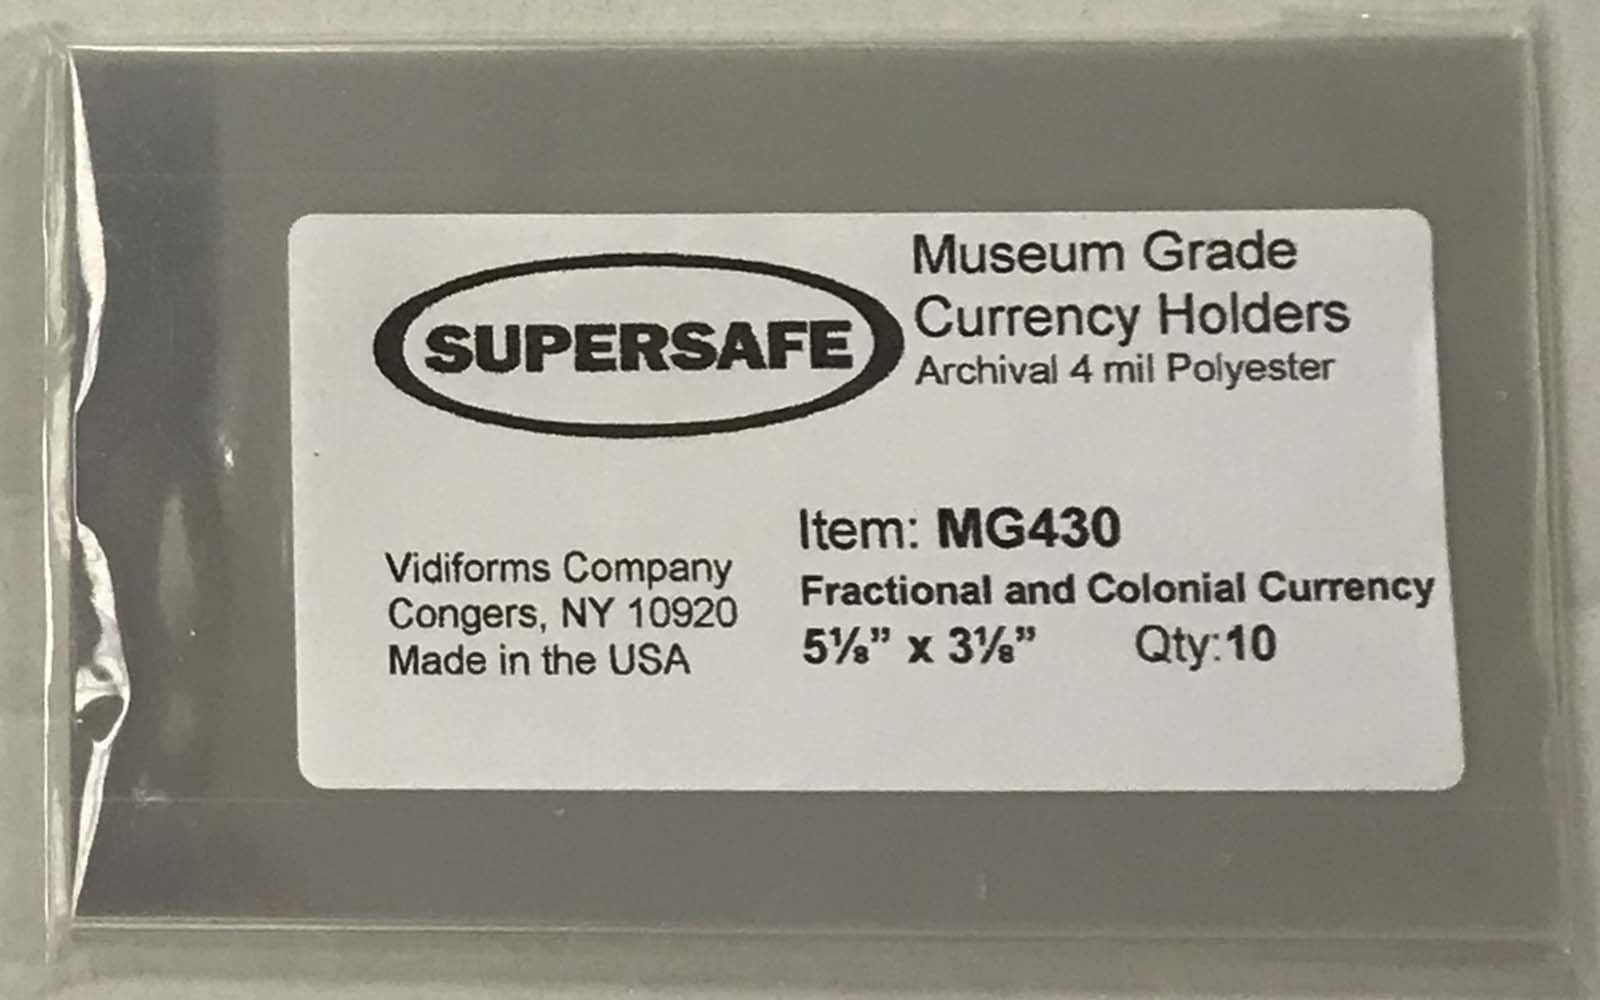 SUPERSAFE
Museum Grade
Currency Holders
Archival 4 mil Polyester
Item: MG430
Fractional and Colonial Currency
5⅛” x 3⅛” Qty:10
Vidiforms Company
Congers, NY 10920
Made in the USA